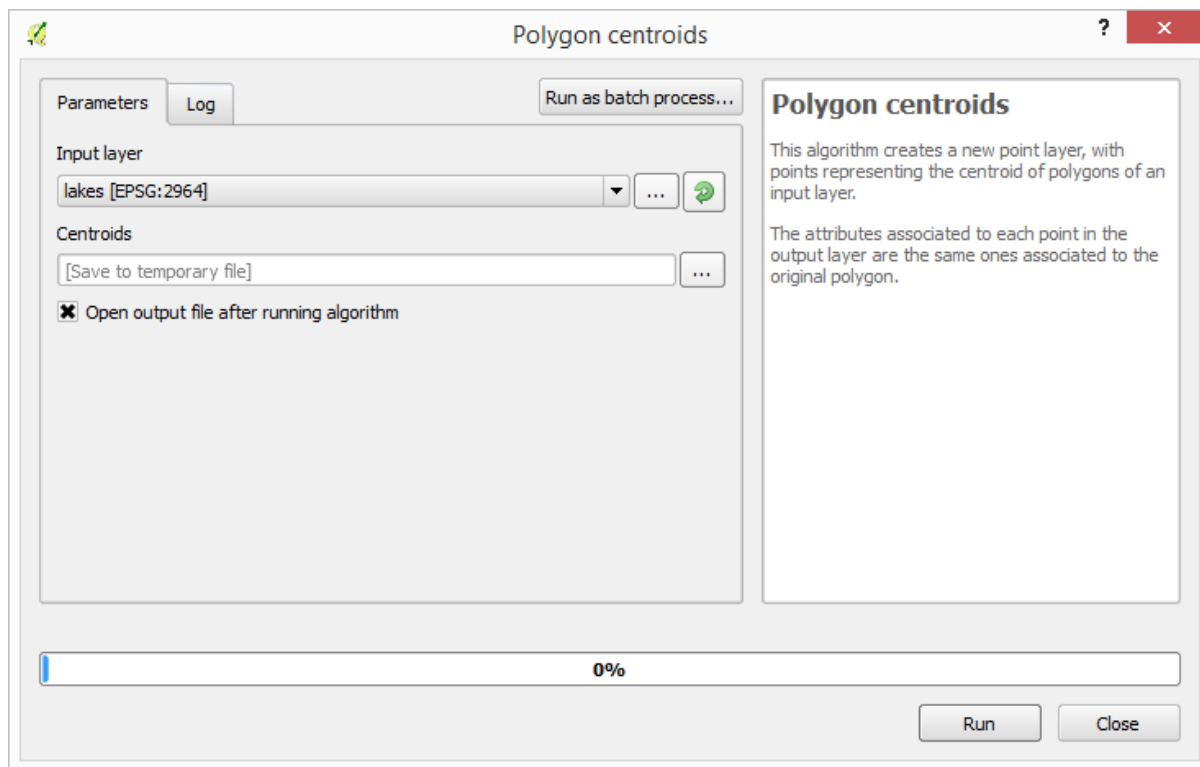 Polygon centroids
?
Parameters
Log
Run as batch process...
Input layer
lakes [EPSG:2964]
...
Centroids
[Save to temporary file]
...
Open output file after running algorithm
Polygon centroids
This algorithm creates a new point layer, with
points representing the centroid of polygons of an
input layer.
The attributes associated to each point in the
output layer are the same ones associated to the
original polygon.
0%
Run
Close